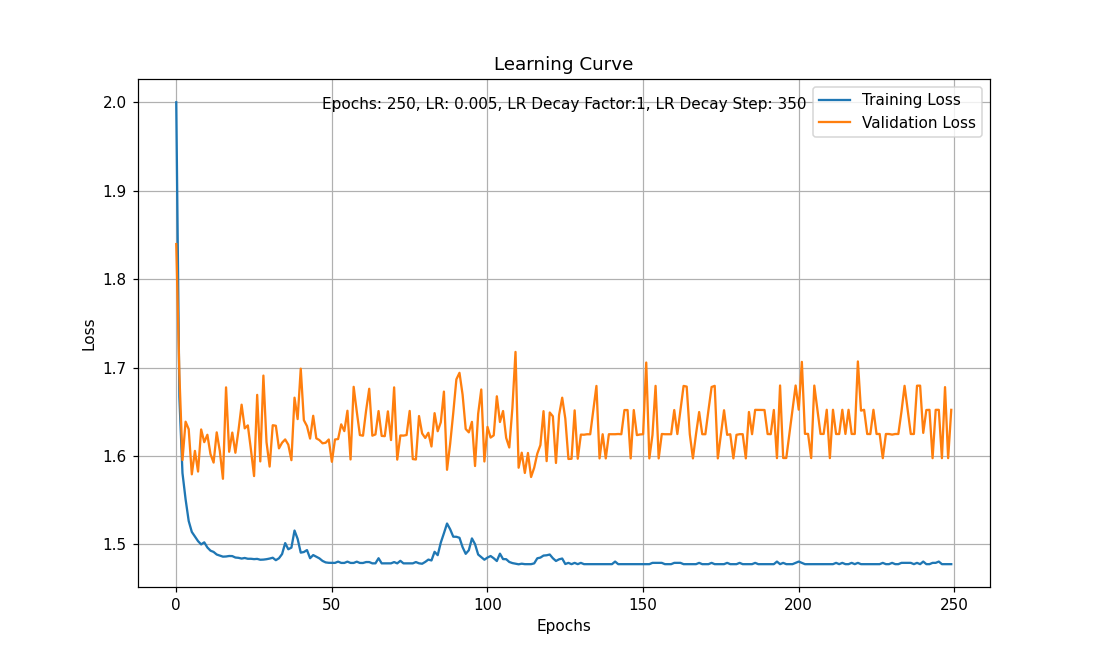 Learning Curve
Epochs: 250, LR: 0.005, LR Decay Factor:1, LR Decay Step: 350
Training Loss
Validation Loss
2.0
1.9
1.8
1.7
1.6
1.5
Loss
0 50 100 150 200 250
Epochs